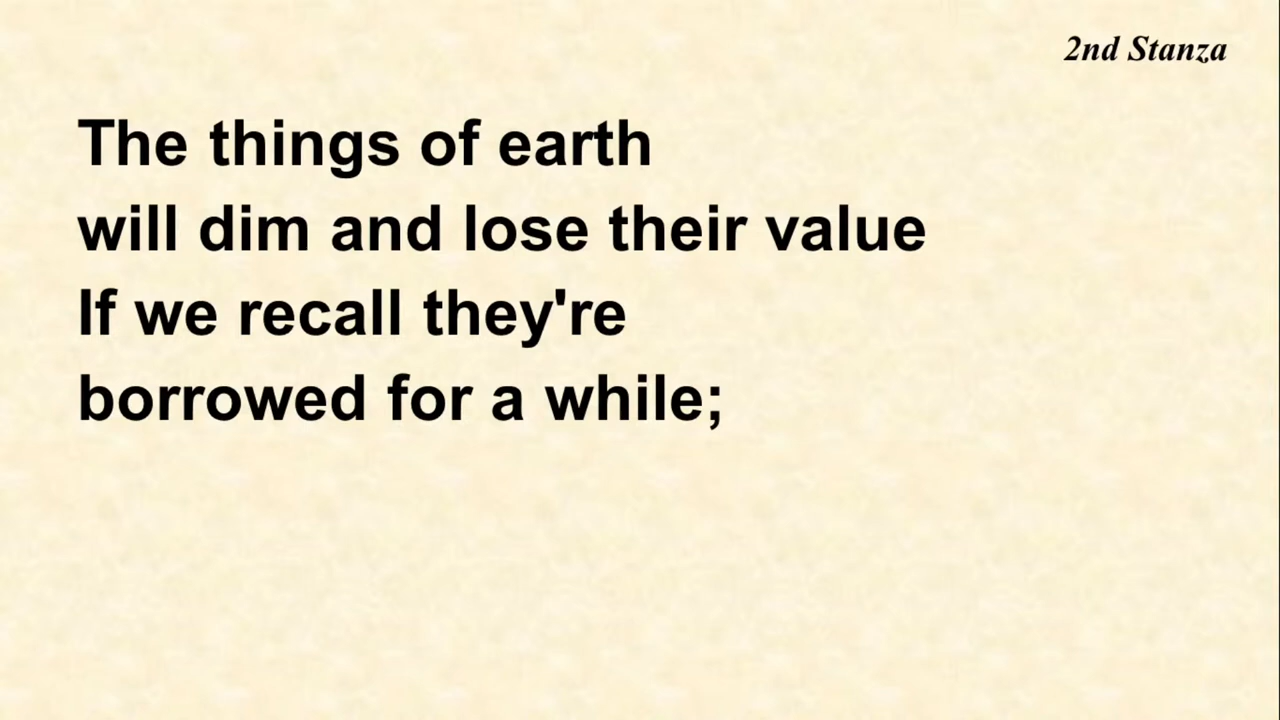 2nd Stanza
The things of earth
will dim and lose their value
If we recall they're
borrowed for a while;